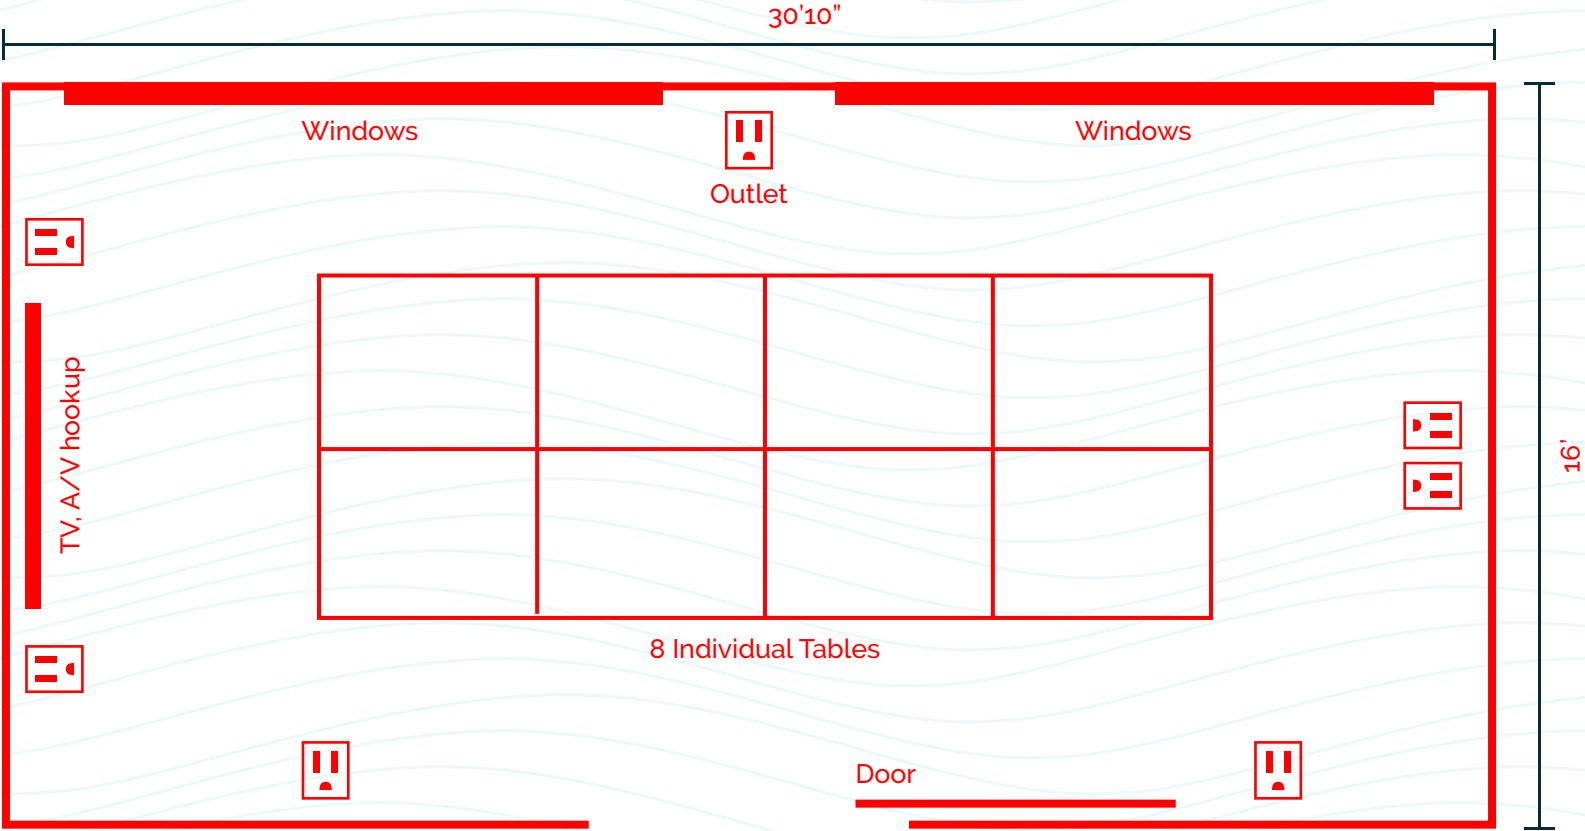 30’10”
Windows
Windows
Outlet
TV, A/V hookup
16’
8 Individual Tables
Door